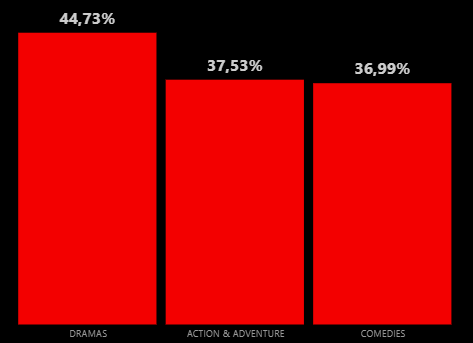 44,73%
37,53%
36,99%
DRAMAS
ACTION & ADVENTURE
COMEDIES